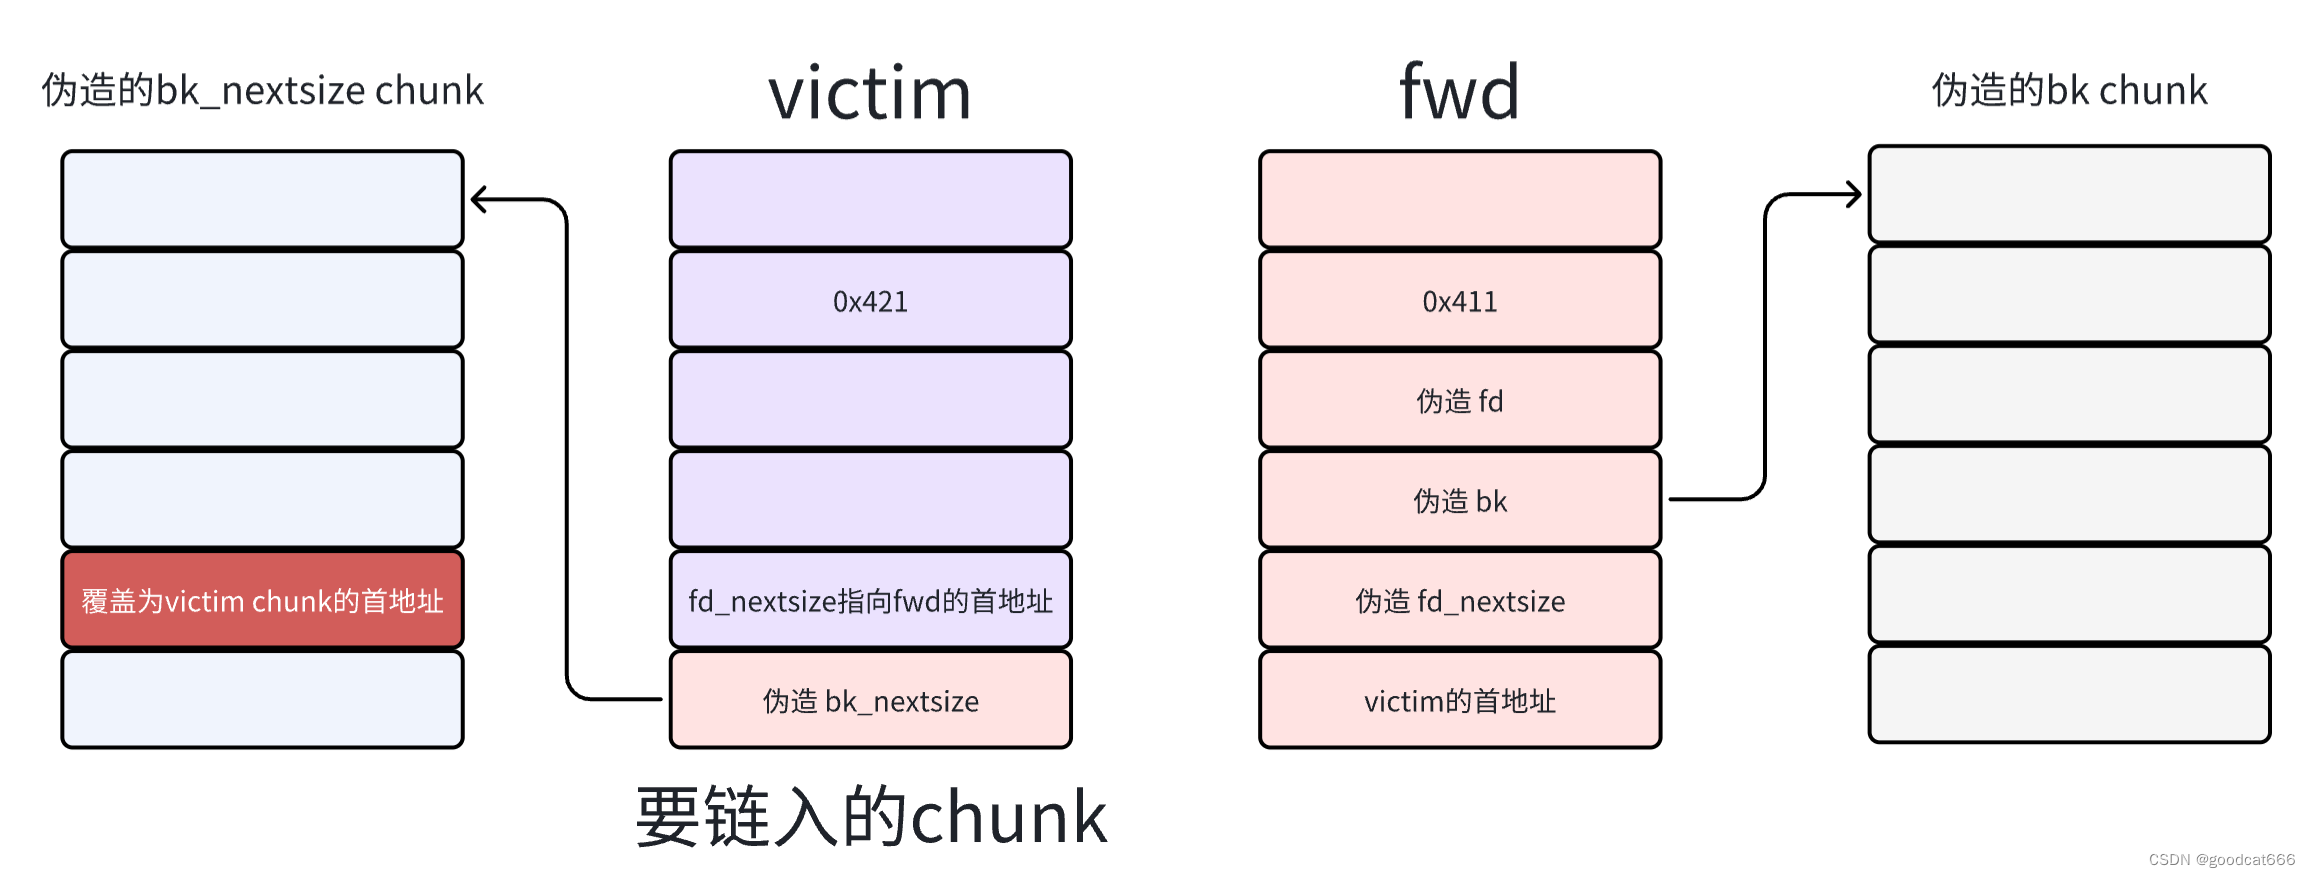 伪造的bk_nextsize chunk
victim
fwd
伪造的bk chunk
0x421
0x411
伪造 fd
伪造 bk
覆盖为victim chunk的首地址
fd_nextsize指向fwd的首地址
伪造 fd_nextsize
伪造 bk_nextsize
victim的首地址
要链入的chunk
CSDN @goodcat666